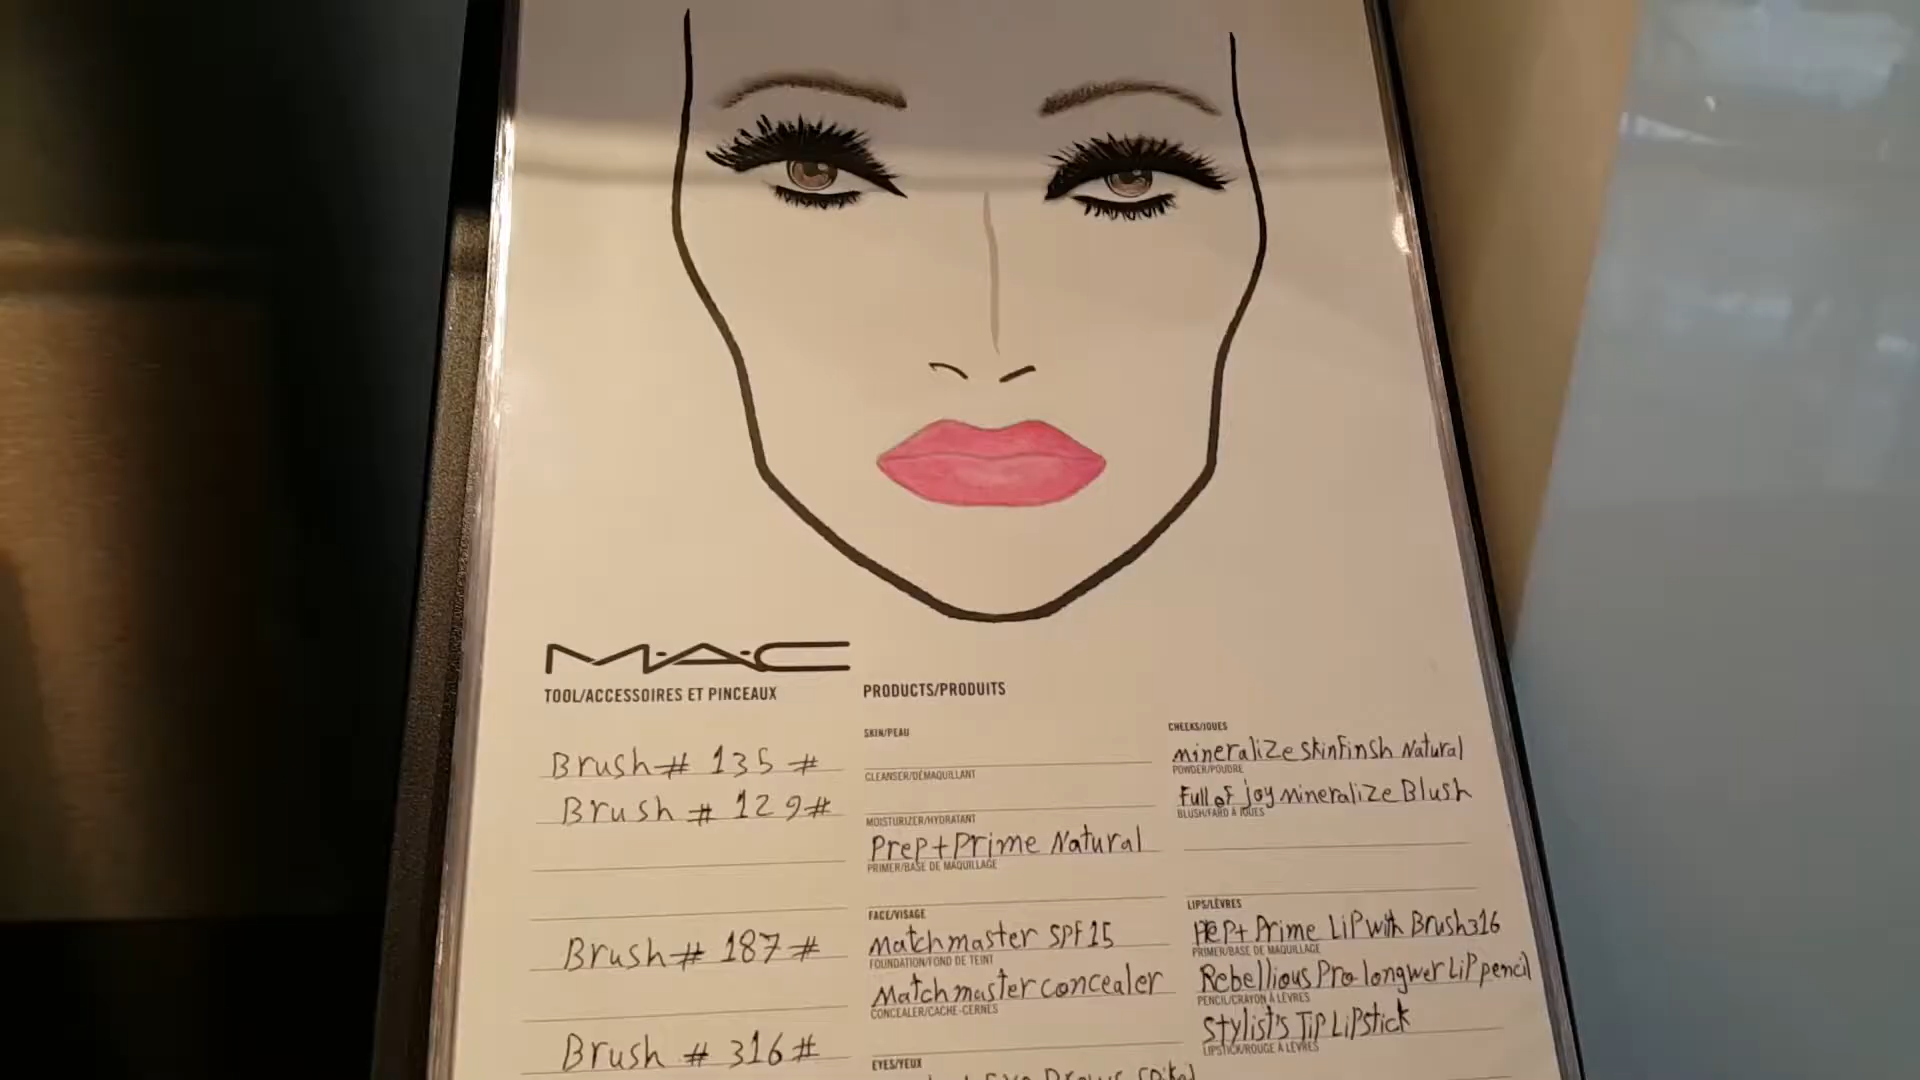 M·A·C
TOOL/ACCESSOIRES ET PINCEAUX
Brush # 135 #
Brush # 129 #
Brush # 187 #
Brush # 316 #
PRODUCTS/PRODUITS
SKIN/PEAU
CLEANSER/DÉMAQUILLANT
MOISTURIZER/HYDRATANT
Prep + Prime Natural
PRIMER/BASE DE MAQUILLAGE
FACE/VISAGE
Matchmaster SPF 15
FOUNDATION/FOND DE TEINT
Matchmaster concealer
CONCEALER/CACHE-CERNES
EYES/YEUX
CHEEKS/JOUES
mineralize skinfinsh Natural
POWDER/POUDRE
Full of joy mineralize Blush
BLUSH/FARD À JOUES
LIPS/LÈVRES
PREP + Prime Lip with Brush 316
PRIMER/BASE DE MAQUILLAGE
Rebellious Pro longwer Lip pencil
PENCIL/CRAYON À LÈVRES
Stylist's Tip Lipstick
LIPSTICK/ROUGE À LÈVRES